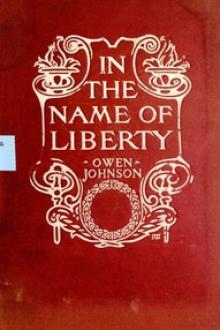 IN
THE
NAME OF
LIBERTY
OWEN
JOHNSON